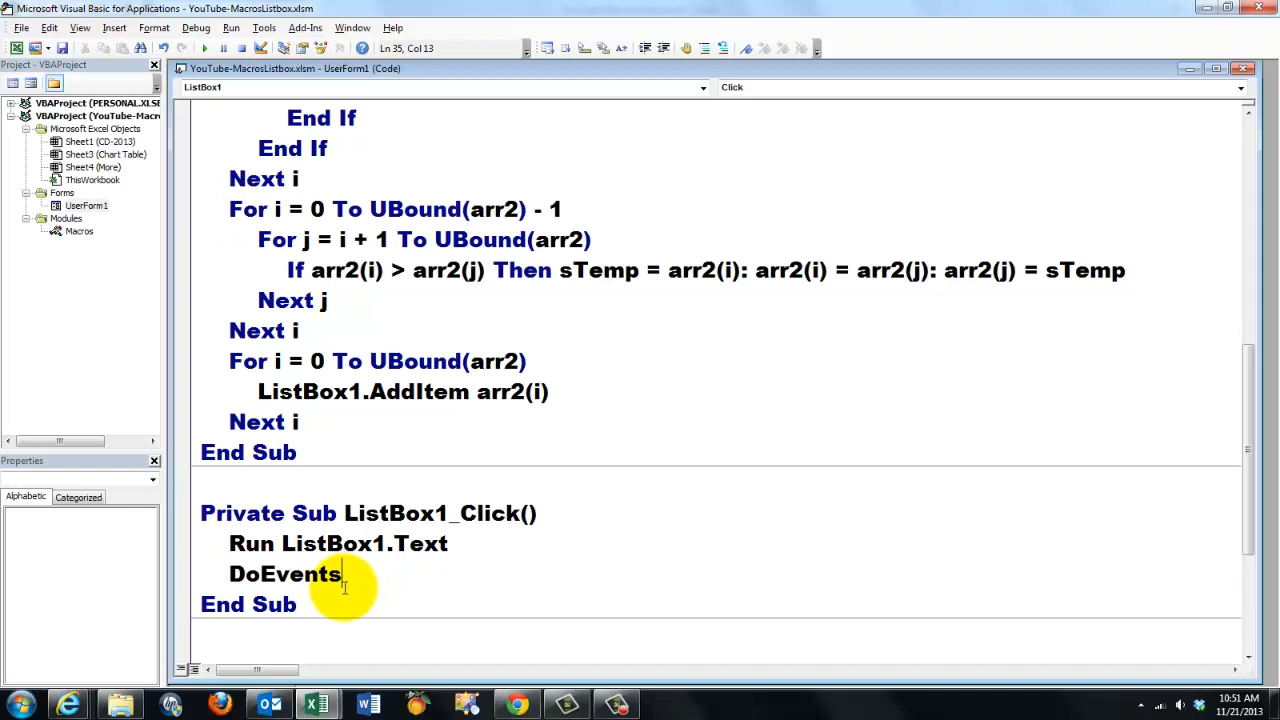 Microsoft Visual Basic for Applications - YouTube-MacrosListbox.xlsm
File Edit View Insert Format Debug Run Tools Add-Ins Window Help
Ln 35, Col 13
Project - VBAProject
YouTube-MacrosListbox.xlsm - UserForm1 (Code)
ListBox1 Click
VBAProject (PERSONAL.XLSB
VBAProject (YouTube-Macr
Microsoft Excel Objects
Sheet1 (CD-2013)
Sheet3 (Chart Table)
Sheet4 (More)
ThisWorkbook
Forms
UserForm1
Modules
Macros
Properties
Alphabetic Categorized
End If
End If
Next i
For i = 0 To UBound(arr2) - 1
For j = i + 1 To UBound(arr2)
If arr2(i) > arr2(j) Then sTemp = arr2(i): arr2(i) = arr2(j): arr2(j) = sTemp
Next j
Next i
For i = 0 To UBound(arr2)
ListBox1.AddItem arr2(i)
Next i
End Sub
Private Sub ListBox1_Click()
Run ListBox1.Text
DoEvents
End Sub
10:51 AM
11/21/2013